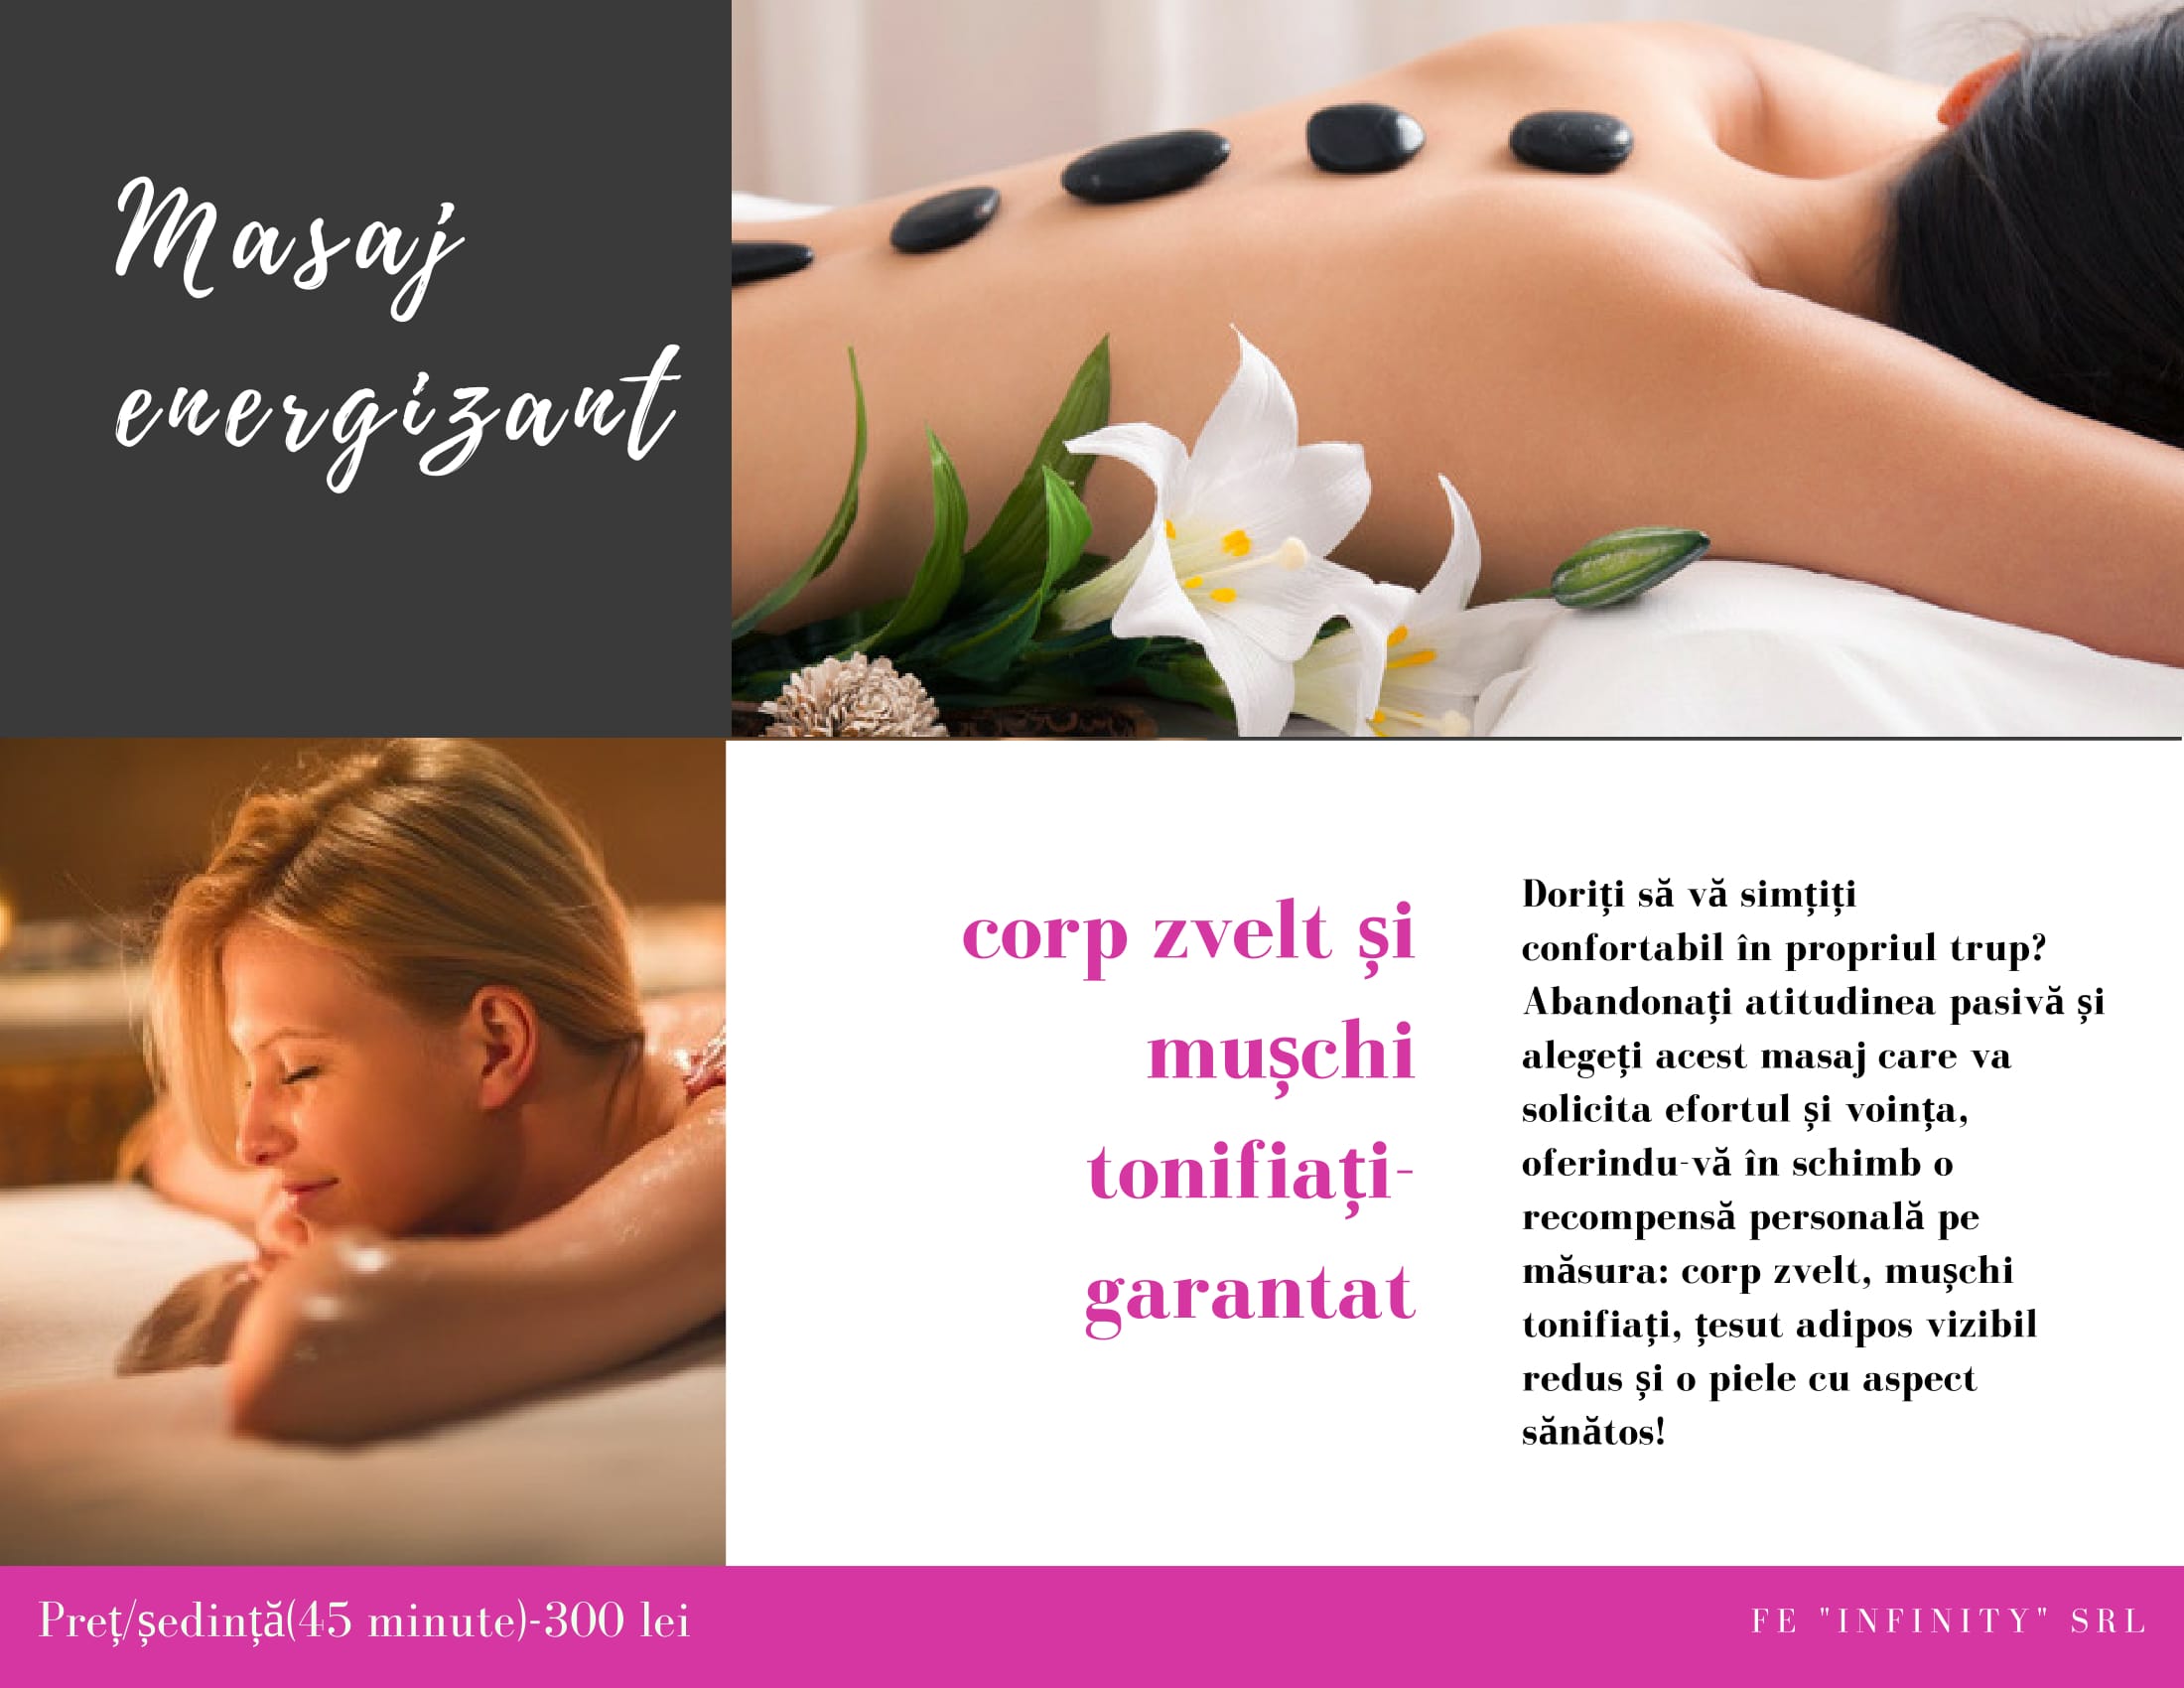 Masaj
energizant
corp zvelt și
mușchi
tonifiați-
garantat
Doriți să vă simțiți
confortabil în propriul trup?
Abandonați atitudinea pasivă și
alegeți acest masaj care va
solicita efortul și voința,
oferindu-vă în schimb o
recompensă personală pe
măsura: corp zvelt, mușchi
tonifiați, țesut adipos vizibil
redus și o piele cu aspect
sănătos!
Preț/ședință(45 minute)-300 lei
FE "INFINITY" SRL